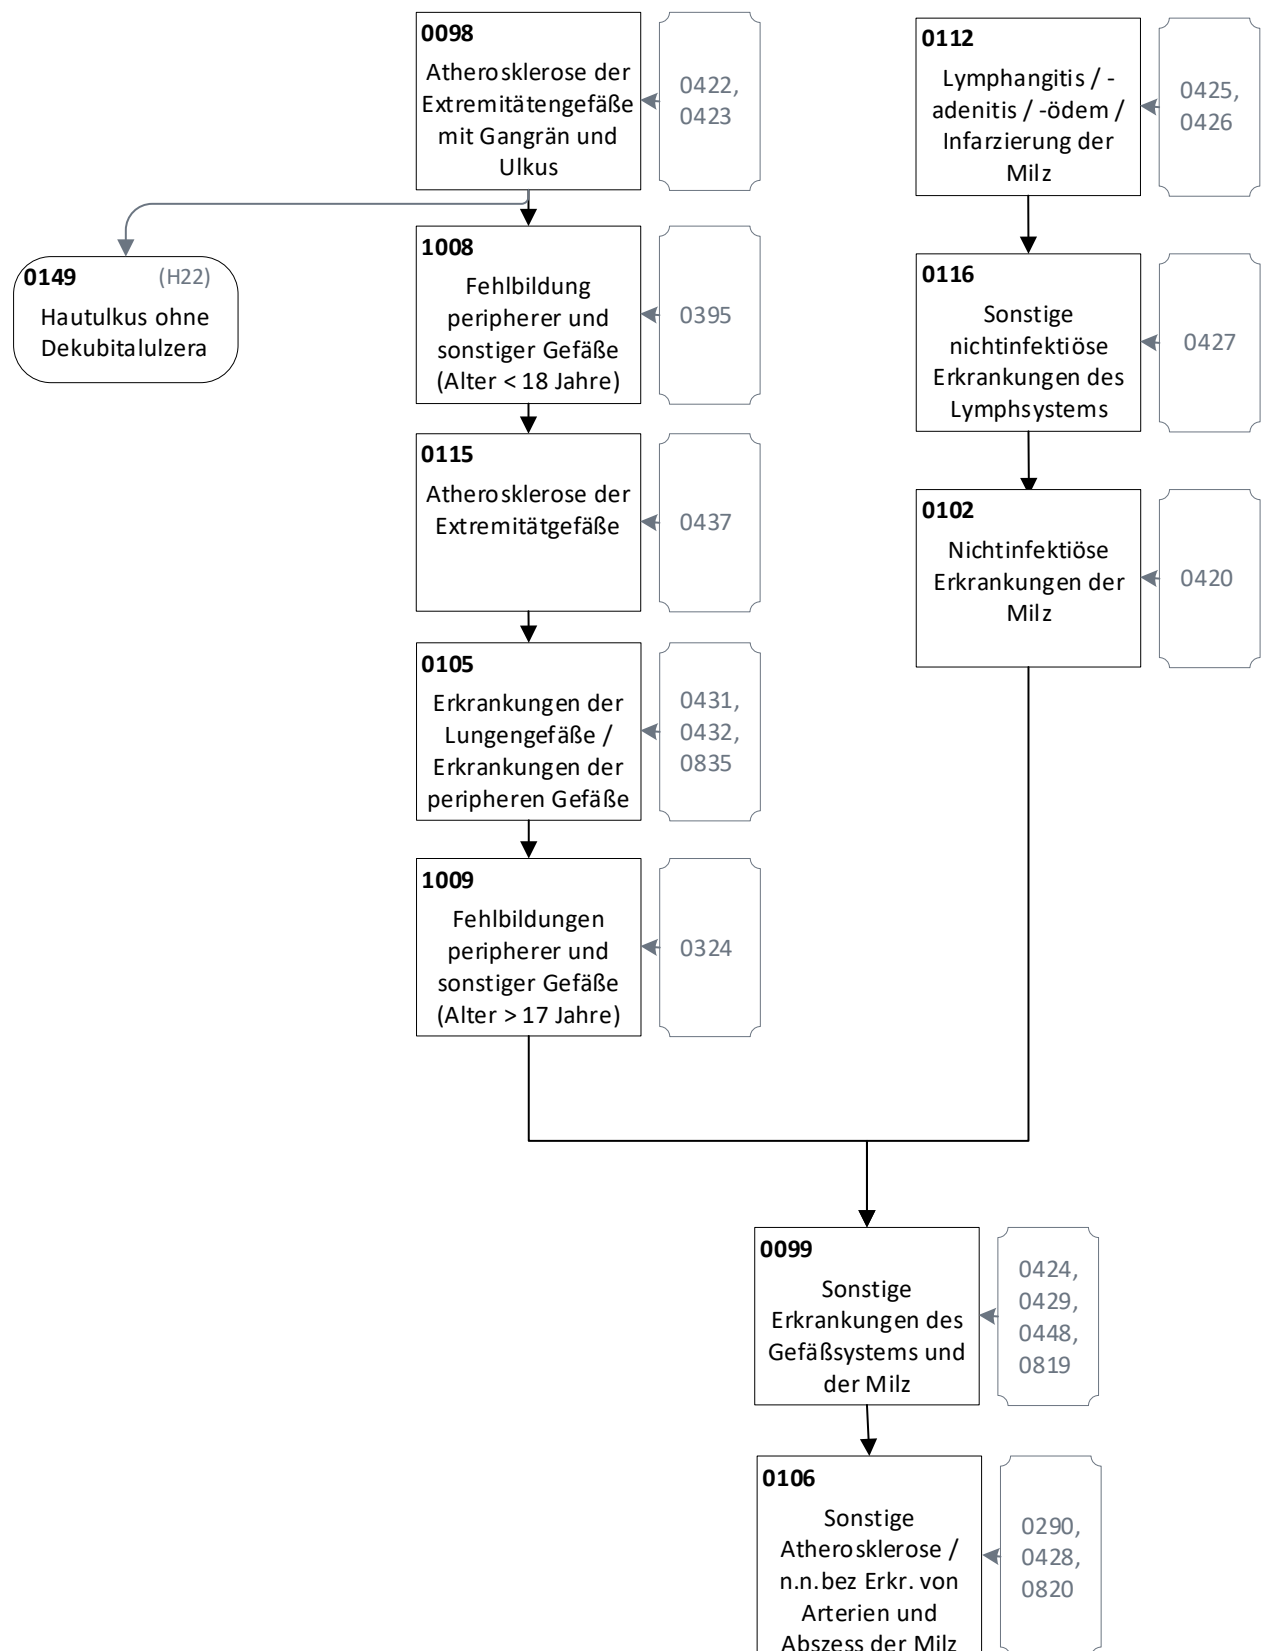 0098
Atherosklerose der
Extremitätengefäße
mit Gangrän und
Ulkus
0422,
0423
0149 (H22)
Hautulkus ohne
Dekubitalulzera
1008
Fehlbildung
peripherer und
sonstiger Gefäße
(Alter < 18 Jahre)
0395
0115
Atherosklerose der
Extremitätgefäße
0437
0105
Erkrankungen der
Lungengefäße /
Erkrankungen der
peripheren Gefäße
0431,
0432,
0835
1009
Fehlbildungen
peripherer und
sonstiger Gefäße
(Alter > 17 Jahre)
0324
0112
Lymphangitis / -
adenitis / -ödem /
Infarzierung der
Milz
0425,
0426
0116
Sonstige
nichtinfektiöse
Erkrankungen des
Lymphsystems
0427
0102
Nichtinfektiöse
Erkrankungen der
Milz
0420
0099
Sonstige
Erkrankungen des
Gefäßsystems und
der Milz
0424,
0429,
0448,
0819
0106
Sonstige
Atherosklerose /
n.n.bez Erkr. von
Arterien und
Abszess der Milz
0290,
0428,
0820